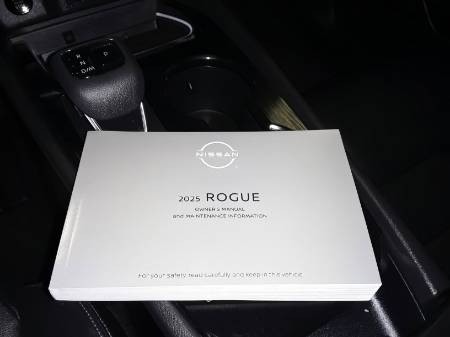 R
N P
D/M
NISSAN
2025 ROGUE
OWNER'S MANUAL
and MAINTENANCE INFORMATION
For your safety, read carefully and keep in this vehicle.